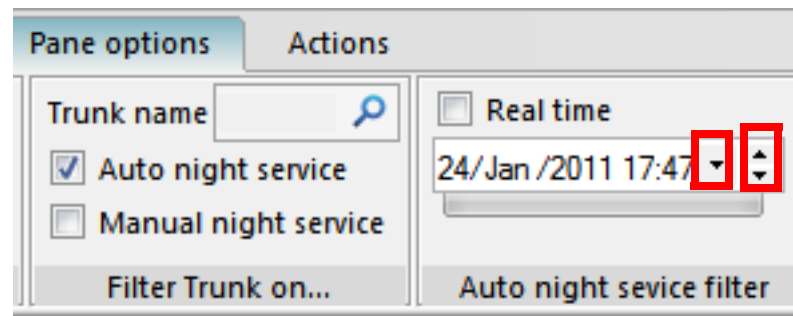 Pane options
Actions
Trunk name
Auto night service
Manual night service
Filter Trunk on...
Real time
24/Jan /2011 17:47
Auto night sevice filter